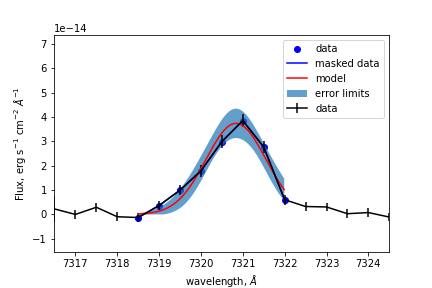 1e−14
7
6
5
4
3
2
1
0
−1
Flux, erg s⁻¹ cm⁻² Å⁻¹
data
masked data
model
error limits
data
7317 7318 7319 7320 7321 7322 7323 7324
wavelength, Å